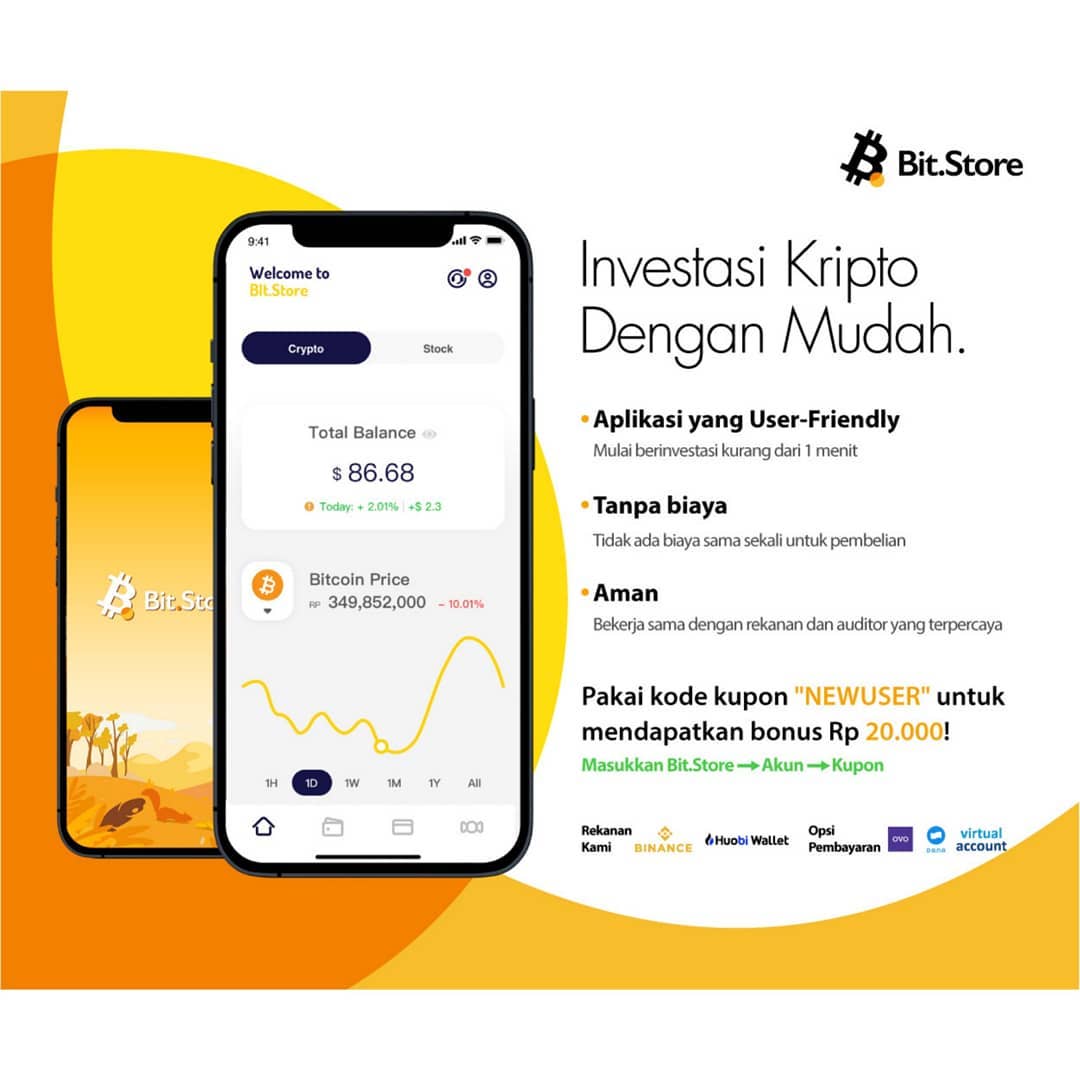 Bit.Store
Investasi Kripto
Dengan Mudah.
• Aplikasi yang User-Friendly
Mulai berinvestasi kurang dari 1 menit
• Tanpa biaya
Tidak ada biaya sama sekali untuk pembelian
• Aman
Bekerja sama dengan rekanan dan auditor yang terpercaya
Pakai kode kupon "NEWUSER" untuk
mendapatkan bonus Rp 20.000!
Masukkan Bit.Store → Akun → Kupon
Rekanan
Kami
BINANCE
Huobi Wallet
Opsi
Pembayaran
OVO
DANA
virtual
account
9:41
Welcome to
BIt.Store
Crypto Stock
Total Balance
$ 86.68
Today: + 2.01% | +$ 2.3
Bitcoin Price
RP 349,852,000 - 10.01%
1H 1D 1W 1M 1Y All
Bit.Sto